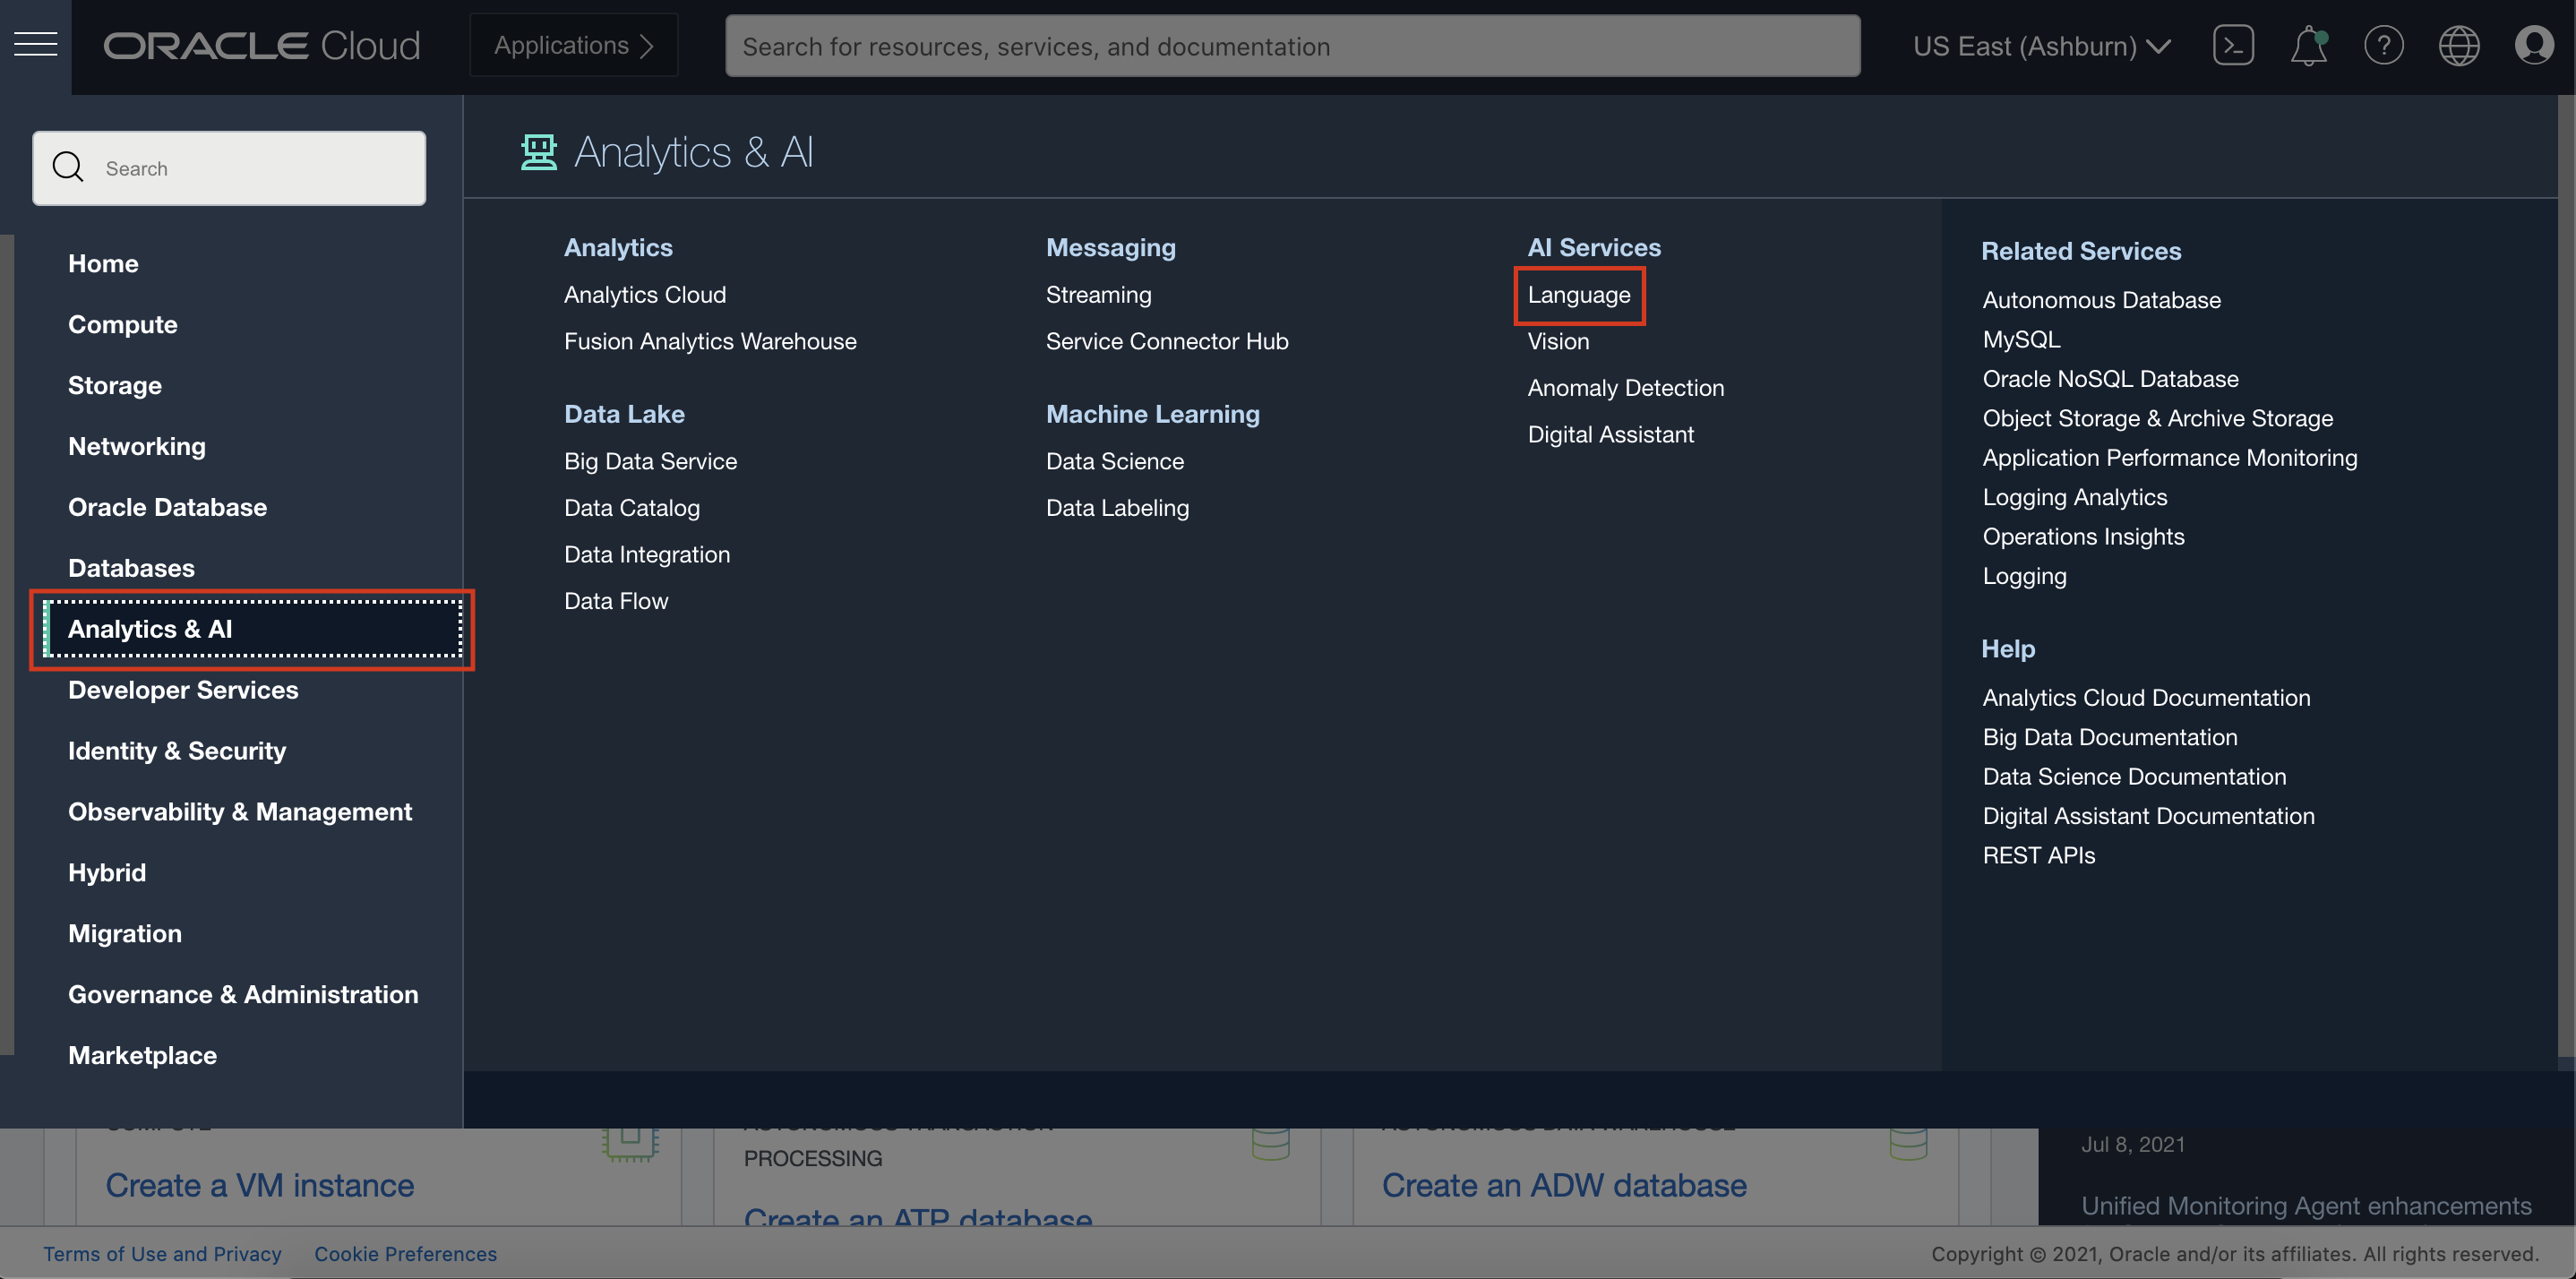 ORACLE Cloud
Applications
Search for resources, services, and documentation
US East (Ashburn)
Search
Home
Compute
Storage
Networking
Oracle Database
Databases
Analytics & AI
Developer Services
Identity & Security
Observability & Management
Hybrid
Migration
Governance & Administration
Marketplace
Analytics & AI
Analytics
Analytics Cloud
Fusion Analytics Warehouse
Data Lake
Big Data Service
Data Catalog
Data Integration
Data Flow
Messaging
Streaming
Service Connector Hub
Machine Learning
Data Science
Data Labeling
AI Services
Language
Vision
Anomaly Detection
Digital Assistant
Related Services
Autonomous Database
MySQL
Oracle NoSQL Database
Object Storage & Archive Storage
Application Performance Monitoring
Logging Analytics
Operations Insights
Logging
Help
Analytics Cloud Documentation
Big Data Documentation
Data Science Documentation
Digital Assistant Documentation
REST APIs
Create a VM instance
PROCESSING
Create an ATP database
Create an ADW database
Jul 8, 2021
Unified Monitoring Agent enhancements
Terms of Use and Privacy
Cookie Preferences
Copyright © 2021, Oracle and/or its affiliates. All rights reserved.